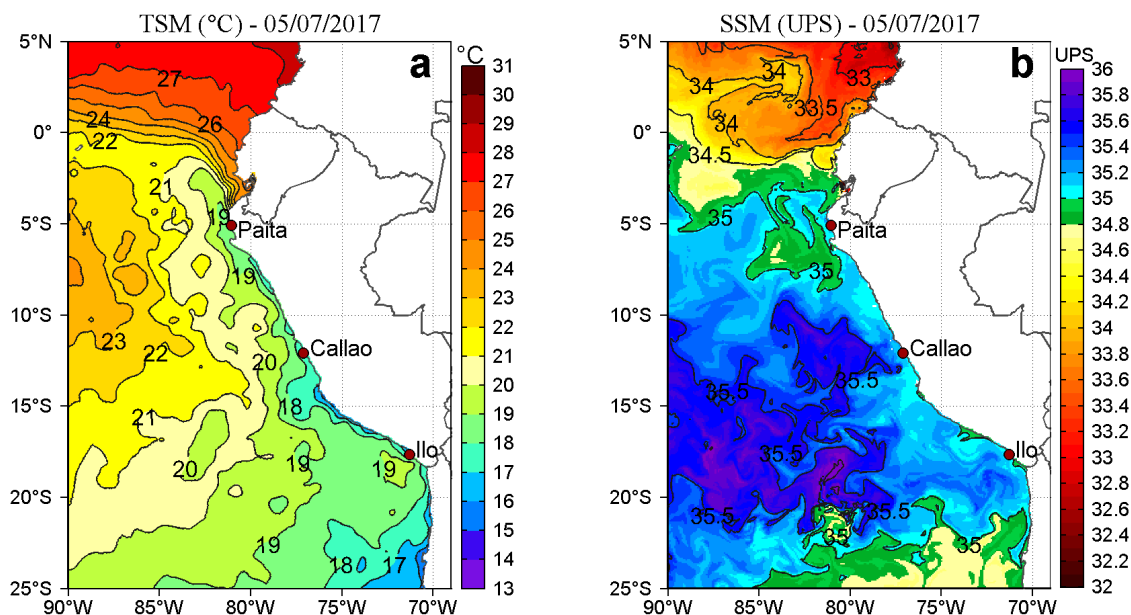 TSM (°C) - 05/07/2017
5°N
0°
5°S
10°S
15°S
20°S
25°S
90°W
85°W
80°W
75°W
70°W
a
27
24
26
22
21
19
Paita
19
23
22
20
Callao
18
21
20
19
19
Ilo
19
18
17
°C
31
30
29
28
27
26
25
24
23
22
21
20
19
18
17
16
15
14
13
SSM (UPS) - 05/07/2017
5°N
0°
5°S
10°S
15°S
20°S
25°S
90°W
85°W
80°W
75°W
70°W
b
34
34
33
33.5
34
34.5
35
Paita
35
Callao
35.5
35.5
35.5
Ilo
35.5
35.5
35
35
UPS
36
35.8
35.6
35.4
35.2
35
34.8
34.6
34.4
34.2
34
33.8
33.6
33.4
33.2
33
32.8
32.6
32.4
32.2
32